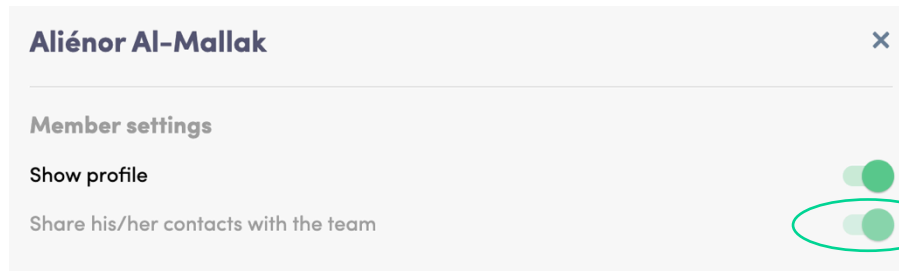 Aliénor Al-Mallak
Member settings
Show profile
Share his/her contacts with the team